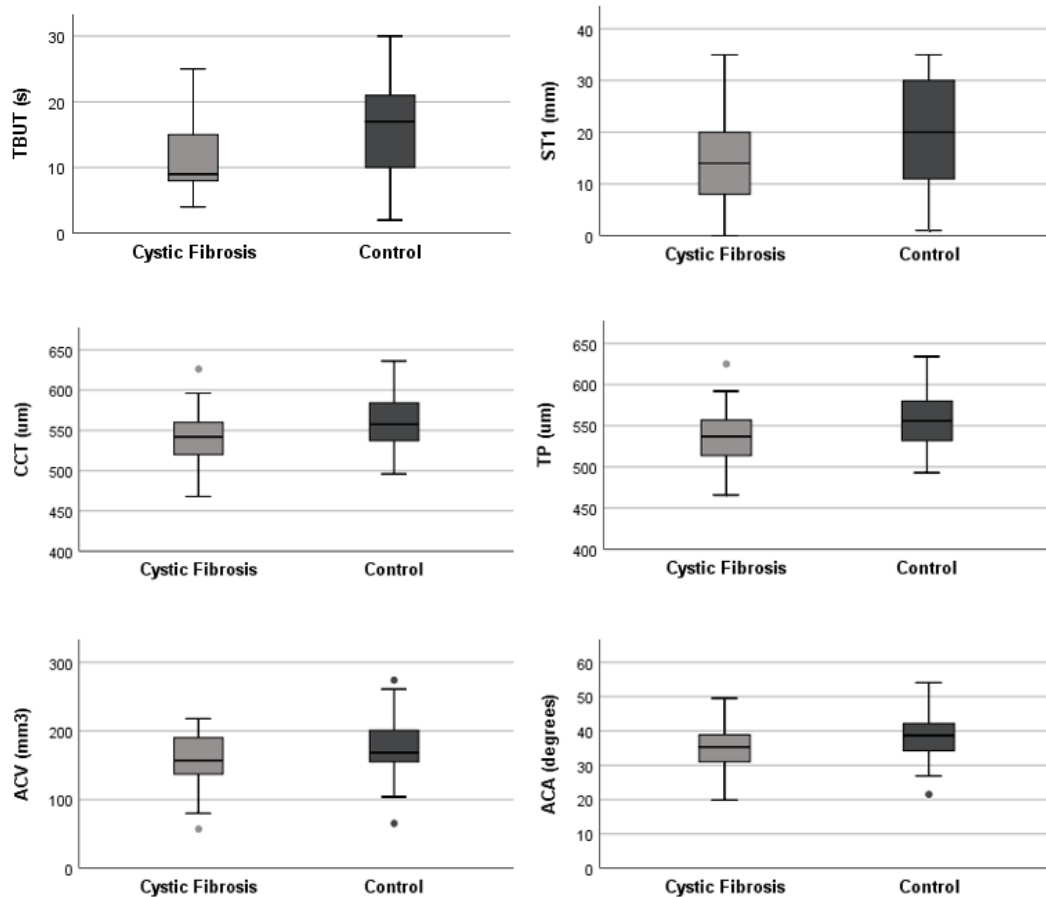 TBUT (s)
30
20
10
0
Cystic Fibrosis
Control
ST1 (mm)
40
30
20
10
0
Cystic Fibrosis
Control
CCT (um)
650
600
550
500
450
400
Cystic Fibrosis
Control
TP (um)
650
600
550
500
450
400
Cystic Fibrosis
Control
ACV (mm3)
300
200
100
0
Cystic Fibrosis
Control
ACA (degrees)
60
50
40
30
20
10
0
Cystic Fibrosis
Control